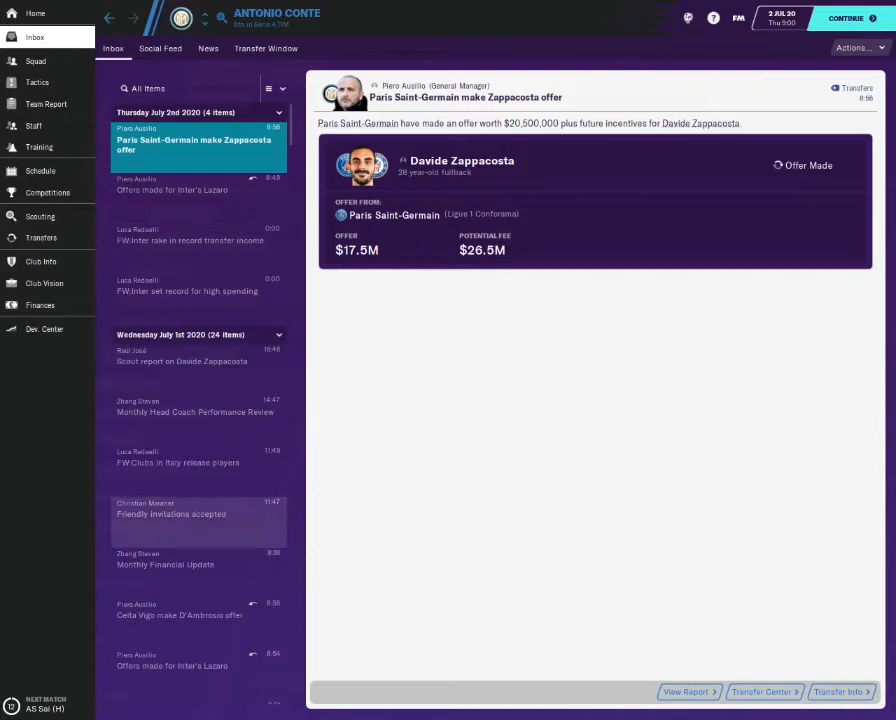 Home
Inbox
Squad
Tactics
Team Report
Staff
Training
Schedule
Competitions
Scouting
Transfers
Club Info
Club Vision
Finances
Dev. Center
12 NEXT MATCH
AS Sai (H)
ANTONIO CONTE
? FM 2 JUL 20
Thu 9:00
CONTINUE
Inbox Social Feed News Transfer Window Actions...
All Items
Thursday July 2nd 2020 (4 items)
Piero Ausilio 8:56
Paris Saint-Germain make Zappacosta
offer
Piero Ausilio 8:49
Offers made for Inter's Lazaro
Luca Redaelli 0:00
FW:Inter rake in record transfer income
Luca Redaelli 0:00
FW:Inter set record for high spending
Wednesday July 1st 2020 (24 items)
Raúl José 16:46
Scout report on Davide Zappacosta
Zhang Steven 14:47
Monthly Head Coach Performance Review
Luca Redaelli 11:49
FW:Clubs in Italy release players
Christian Maraner 11:47
Friendly invitations accepted
Zhang Steven 9:38
Monthly Financial Update
Piero Ausilio 8:58
Celta Vigo make D'Ambrosio offer
Piero Ausilio 8:54
Offers made for Inter's Lazaro
Piero Ausilio (General Manager)
Paris Saint-Germain make Zappacosta offer
Transfers
8:56
Paris Saint-Germain have made an offer worth $20,500,000 plus future incentives for Davide Zappacosta.
Davide Zappacosta
28 year-old fullback
Offer Made
OFFER FROM:
Paris Saint-Germain (Ligue 1 Conforama)
OFFER POTENTIAL FEE
$17.5M $26.5M
View Report Transfer Center Transfer Info